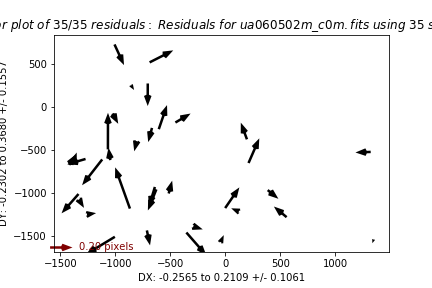 or plot of 35/35 residuals: Residuals for ua060502m_c0m.fits using 35 s
DY: -0.2302 to 0.3680 +/- 0.1557
500
0
−500
−1000
−1500
0.20 pixels
−1500 −1000 −500 0 500 1000
DX: -0.2565 to 0.2109 +/- 0.1061